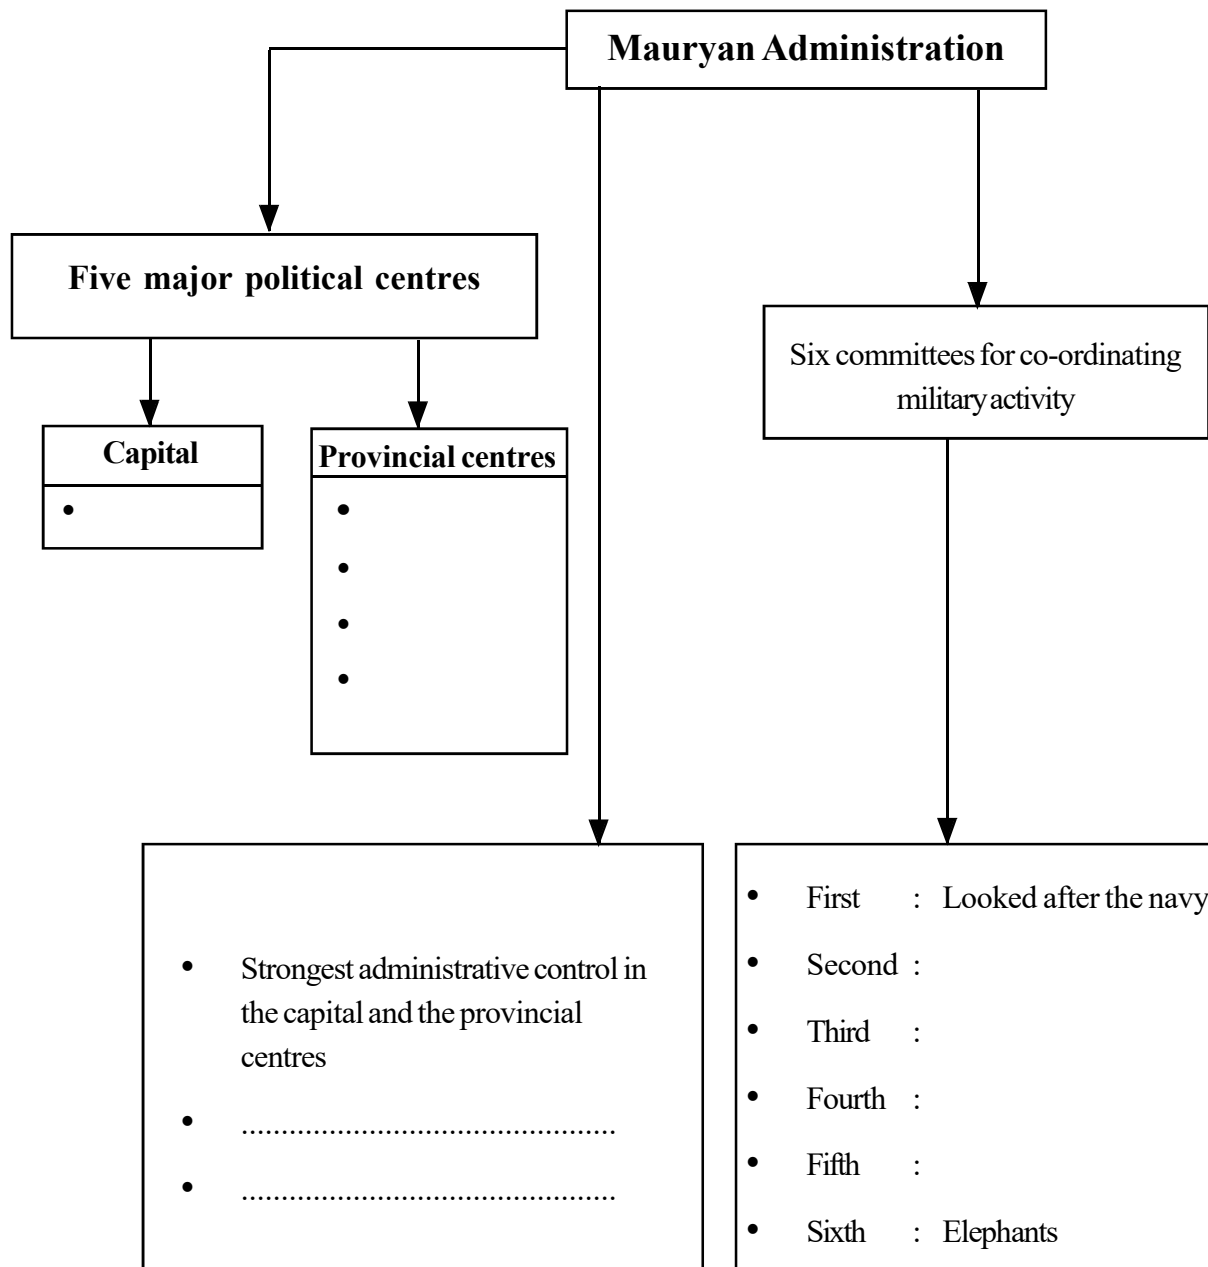 Mauryan Administration
Five major political centres
Six committees for co-ordinating
military activity
Capital
•
Provincial centres
•
•
•
•
• Strongest administrative control in
the capital and the provincial
centres
• ...............................................
• ...............................................
• First : Looked after the navy
• Second :
• Third :
• Fourth :
• Fifth :
• Sixth : Elephants